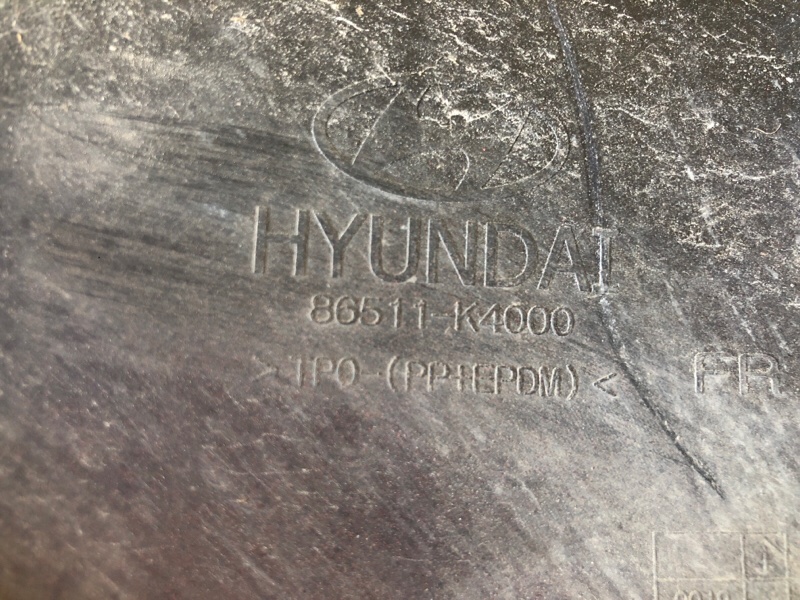 HYUNDAI
86511-K4000
>TPO-(PP+EPDM)<
FR